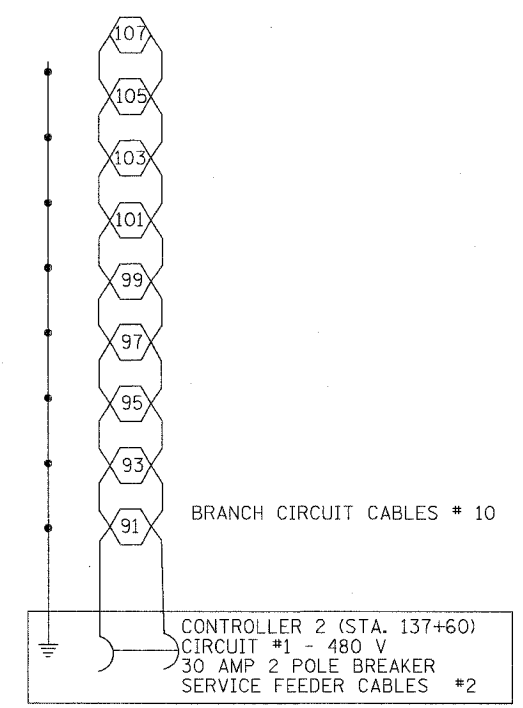 107
105
103
101
99
97
95
93
91
BRANCH CIRCUIT CABLES # 10
CONTROLLER 2 (STA. 137+60)
CIRCUIT #1 - 480 V
30 AMP 2 POLE BREAKER
SERVICE FEEDER CABLES #2